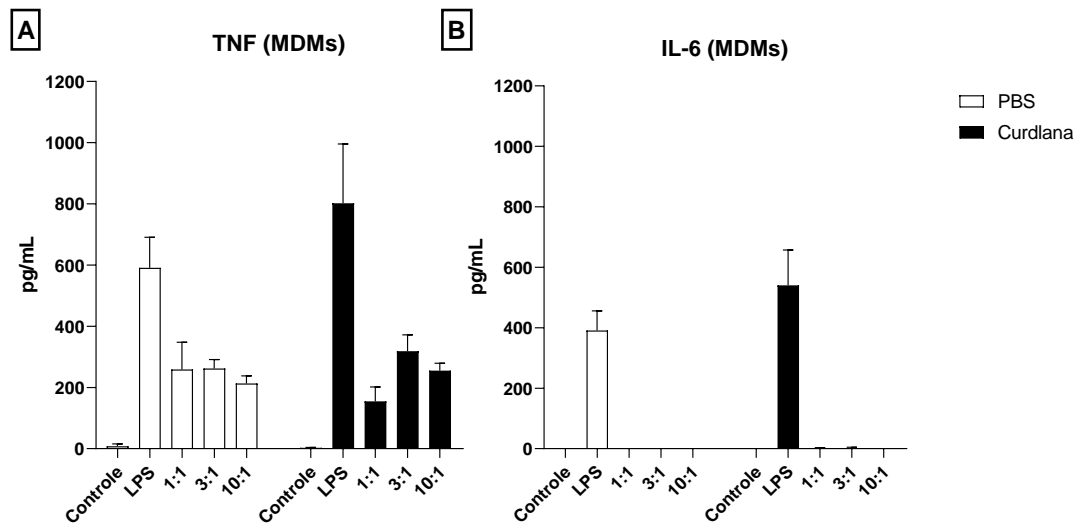 A
TNF (MDMs)
pg/mL
1200
1000
800
600
400
200
0
Controle
LPS
1:1
3:1
10:1
Controle
LPS
1:1
3:1
10:1
B
IL-6 (MDMs)
pg/mL
1200
1000
800
600
400
200
0
Controle
LPS
1:1
3:1
10:1
Controle
LPS
1:1
3:1
10:1
PBS
Curdlana